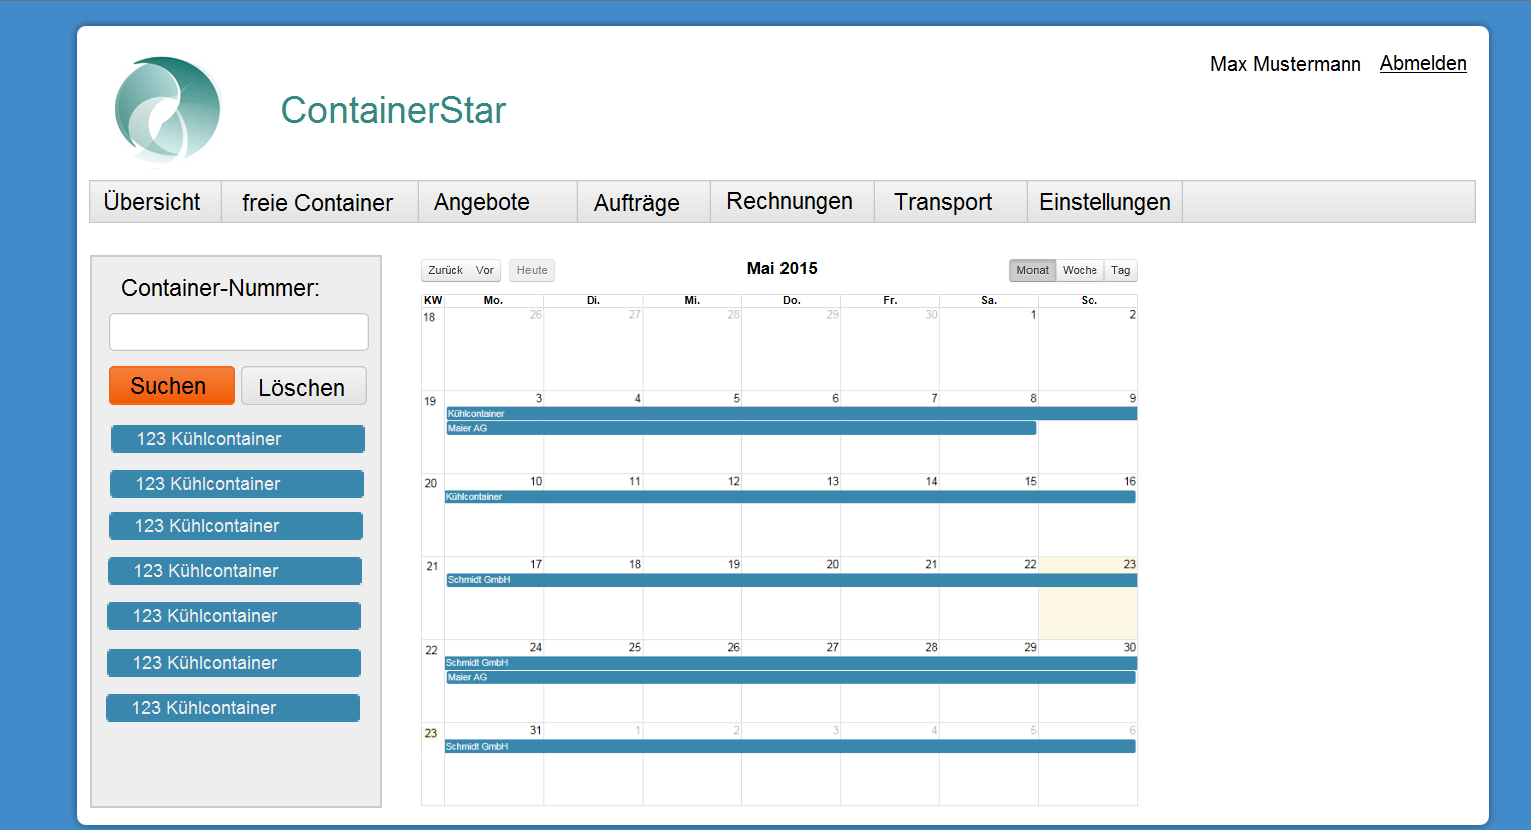 Max Mustermann Abmelden
ContainerStar
Übersicht freie Container Angebote Aufträge Rechnungen Transport Einstellungen
Container-Nummer:
Suchen Löschen
123 Kühlcontainer
123 Kühlcontainer
123 Kühlcontainer
123 Kühlcontainer
123 Kühlcontainer
123 Kühlcontainer
123 Kühlcontainer
Zurück Vor Heute Mai 2015 Monat Woche Tag
KW Mo. Di. Mi. Do. Fr. Sa. So.
18 26 27 28 29 30 1 2
19 3 4 5 6 7 8 9
Kühlcontainer
Maier AG
20 10 11 12 13 14 15 16
Kühlcontainer
21 17 18 19 20 21 22 23
Schmidt GmbH
22 24 25 26 27 28 29 30
Schmidt GmbH
Maier AG
23 31 1 2 3 4 5 6
Schmidt GmbH